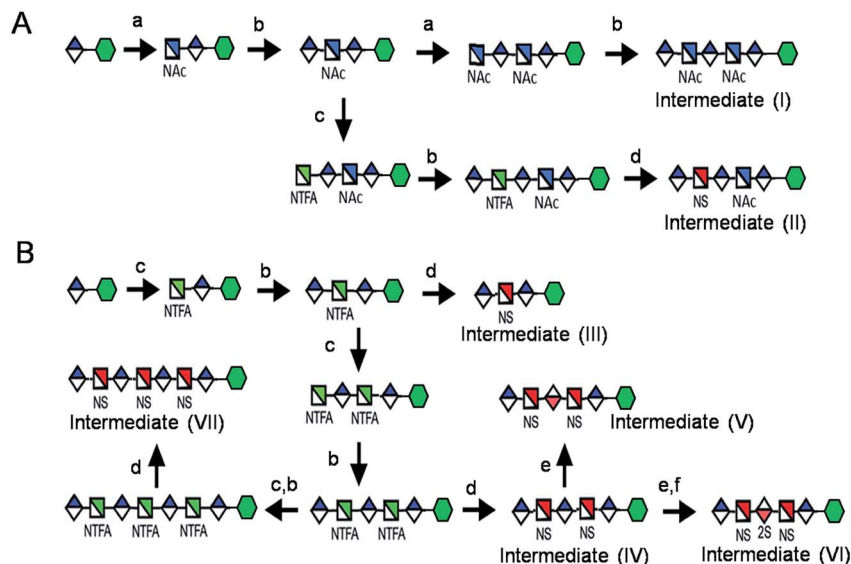 A
a
b
a
b
NAc
NAc
NAc NAc
NAc NAc
Intermediate (I)
c
b
d
NTFA NAc
NTFA NAc
NS NAc
Intermediate (II)
B
c
b
d
NTFA
NTFA
NS
Intermediate (III)
c
NS NS NS
Intermediate (VII)
NTFA NTFA
NS NS
Intermediate (V)
d
b
e
c,b
d
e,f
NTFA NTFA NTFA
NTFA NTFA
NS NS
Intermediate (IV)
NS 2S NS
Intermediate (VI)